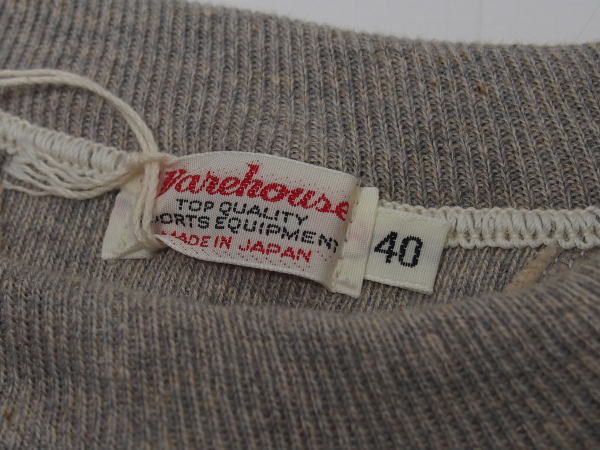 Warehouse
TOP QUALITY
SPORTS EQUIPMENT
MADE IN JAPAN
40